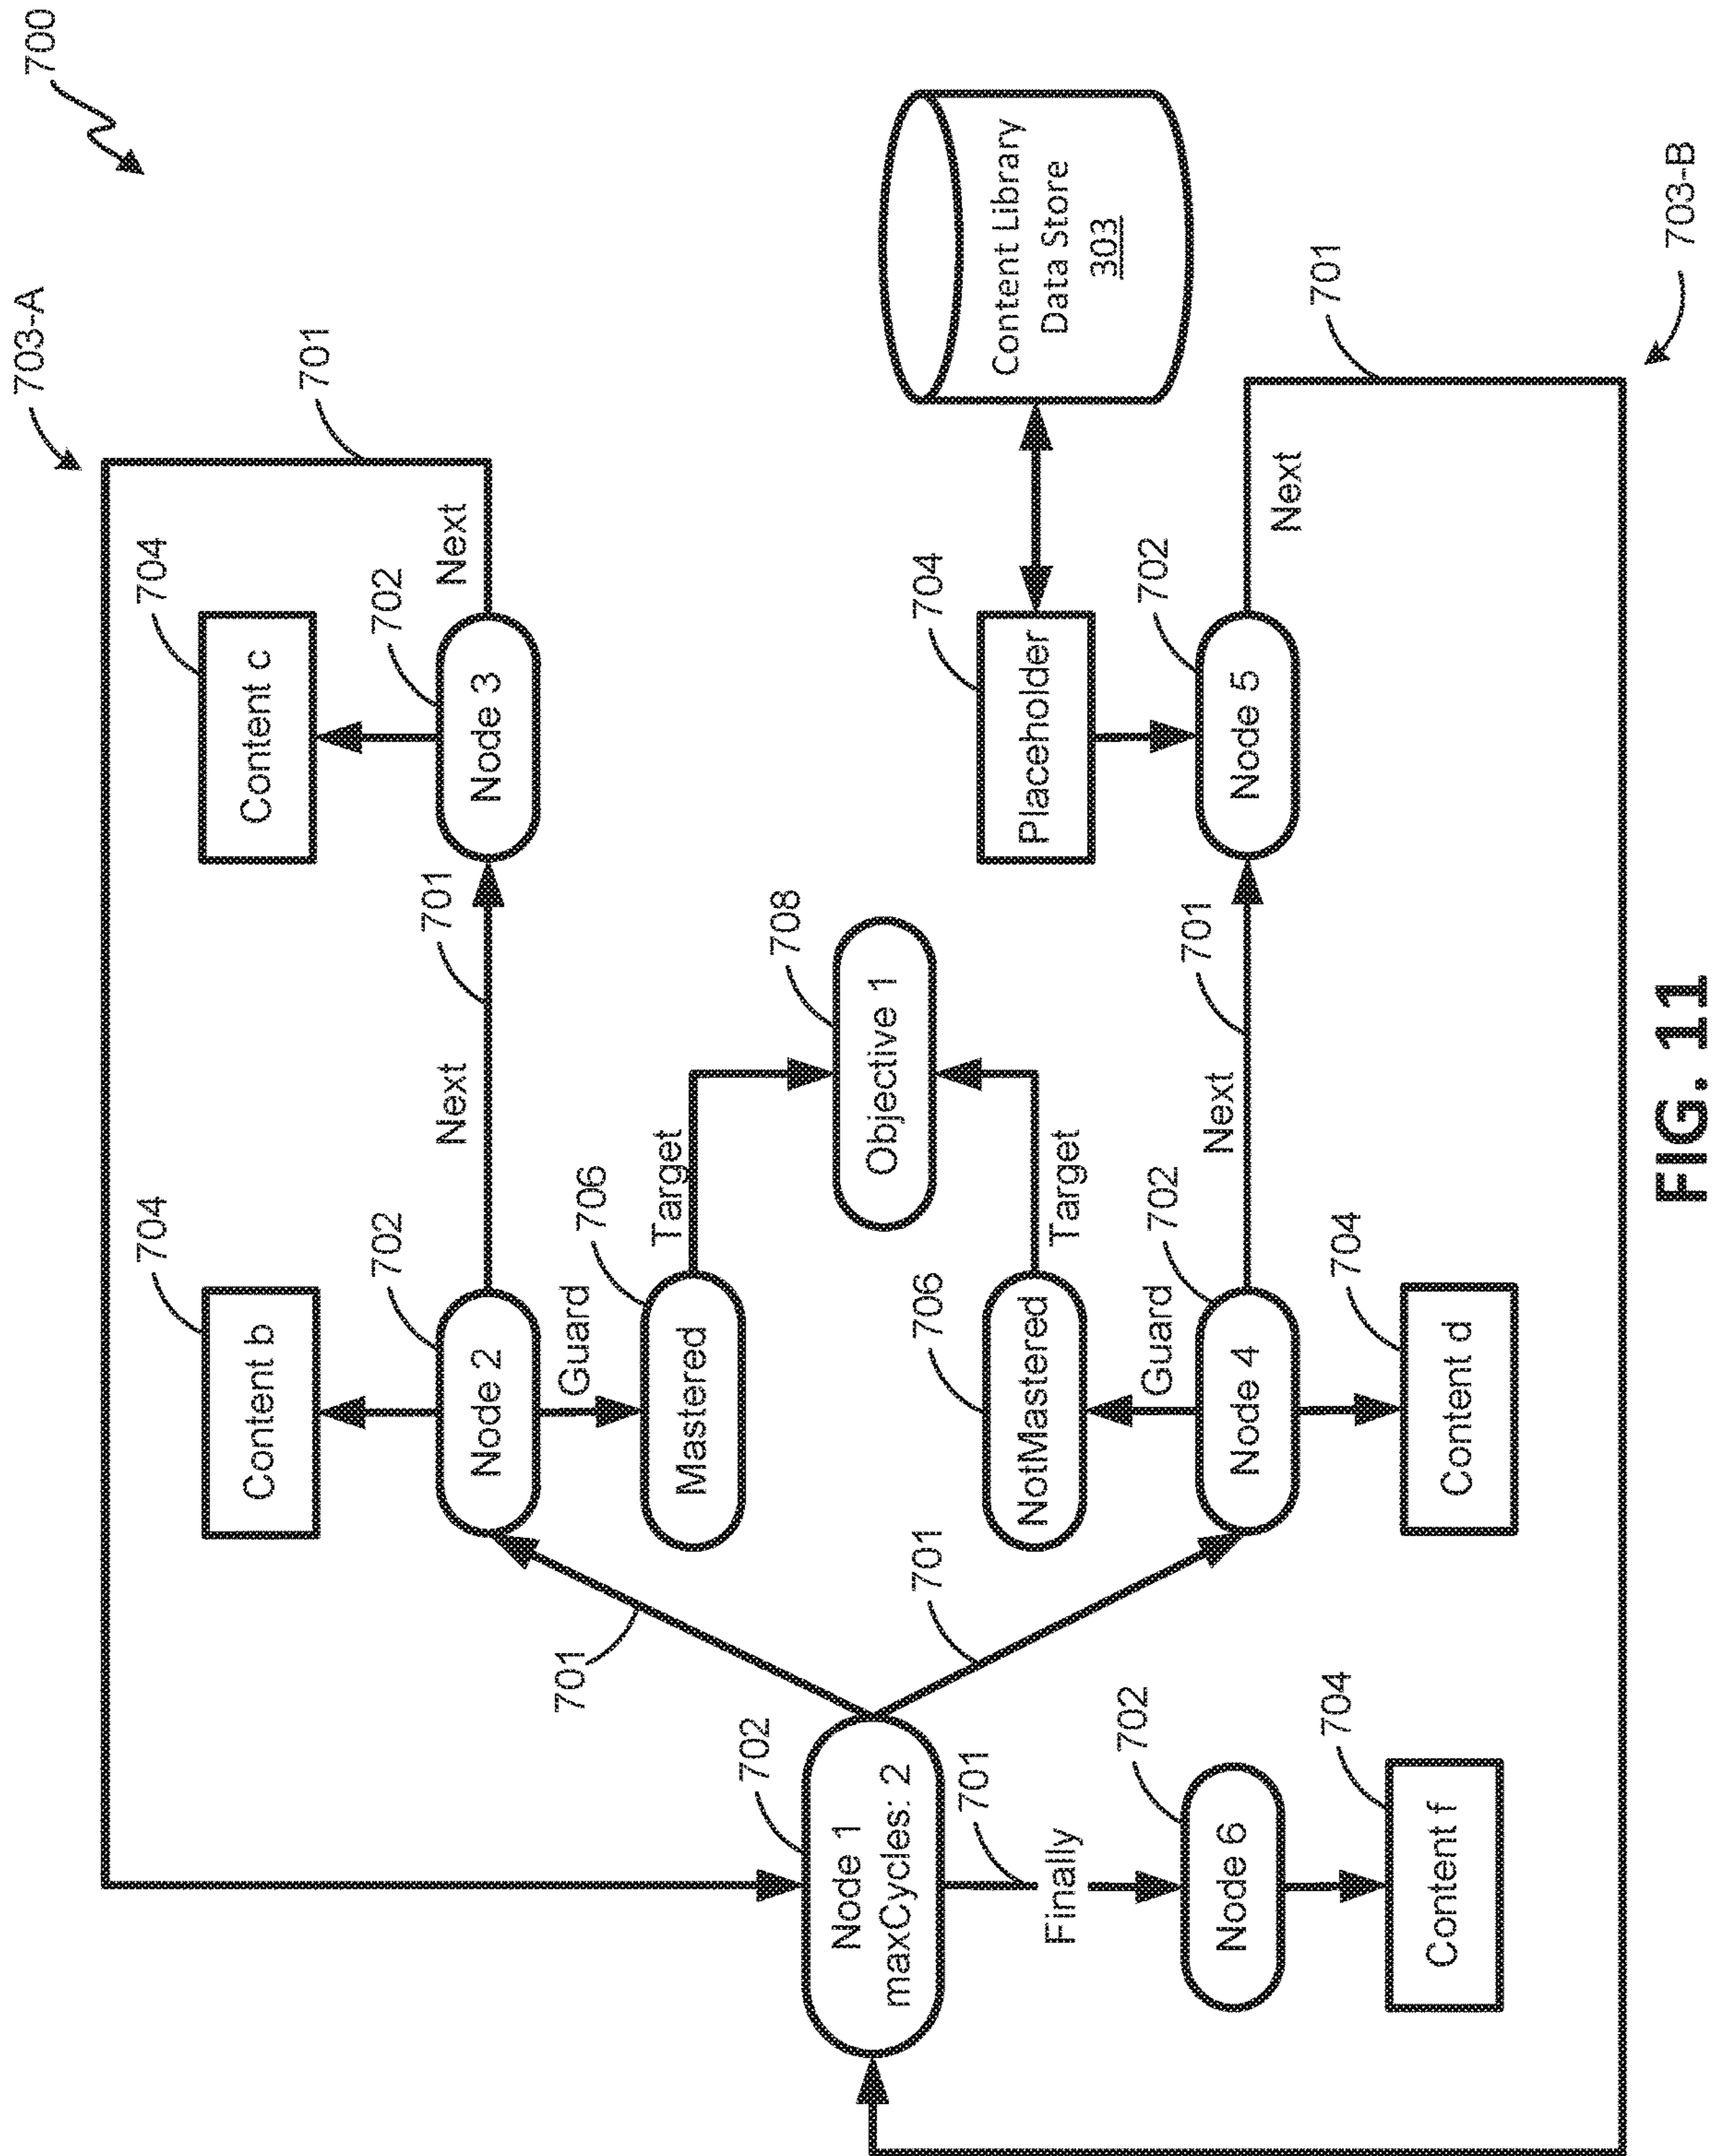 700
703-A
701
704
Content c
702
Node 3
Next
701
Next
704
Content b
702
Node 2
Guard
706
Mastered
Target
708
Objective 1
Content Library
Data Store
303
704
Placeholder
702
Node 5
Next
701
703-B
701
Next
Target
706
NotMastered
Guard
702
Node 4
704
Content d
701
701
702
Node 1
maxCycles: 2
701
Finally
702
Node 6
704
Content f
FIG. 11